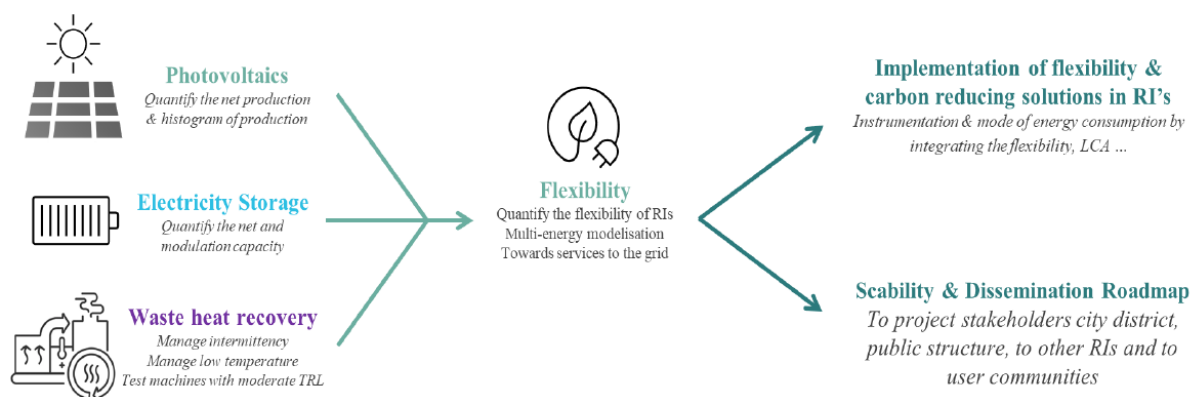 Photovoltaics
Quantify the net production
& histogram of production
Electricity Storage
Quantify the net and
modulation capacity
Waste heat recovery
Manage intermittency
Manage low temperature
Test machines with moderate TRL
Flexibility
Quantify the flexibility of RIs
Multi-energy modelisation
Towards services to the grid
Implementation of flexibility &
carbon reducing solutions in RI's
Instrumentation & mode of energy consumption by
integrating the flexibility, LCA ...
Scability & Dissemination Roadmap
To project stakeholders city district,
public structure, to other RIs and to
user communities